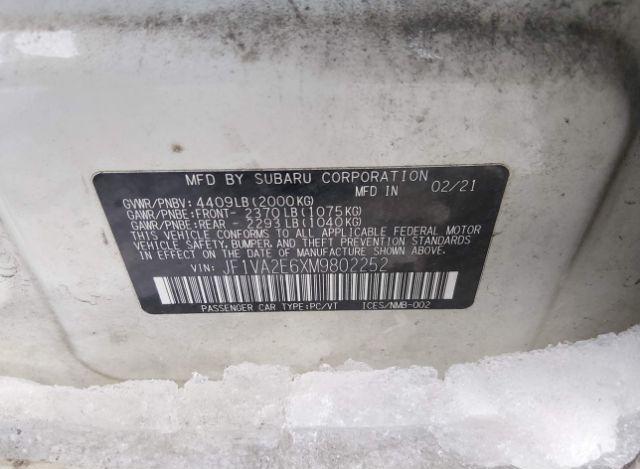 MFD BY SUBARU CORPORATION
GVWR/PNBV: 4409LB(2000KG) MFD IN 02/21
GAWR/PNBE:FRONT- 2370LB(1075KG)
GAWR/PNBE:REAR - 2293LB(1040KG)
THIS VEHICLE CONFORMS TO ALL APPLICABLE FEDERAL MOTOR
VEHICLE SAFETY, BUMPER, AND THEFT PREVENTION STANDARDS
IN EFFECT ON THE DATE OF MANUFACTURE SHOWN ABOVE.
VIN: JF1VA2E6XM9802252
PASSENGER CAR TYPE:PC/VT ICES/NMB-002